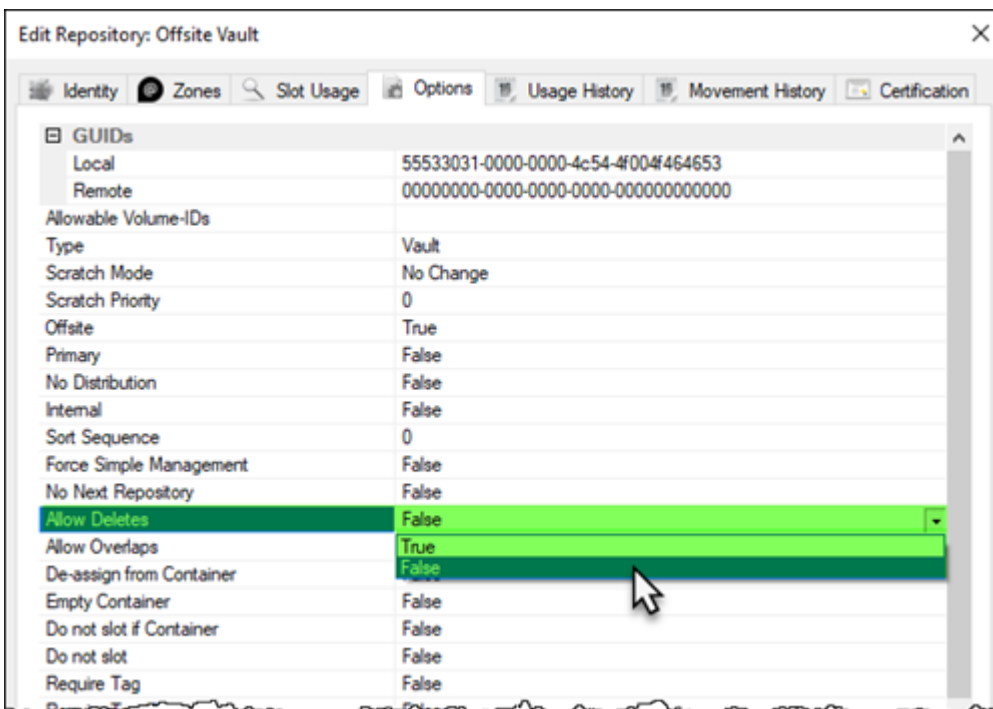 Edit Repository: Offsite Vault
Identity Zones Slot Usage Options Usage History Movement History Certification
GUIDs
Local 55533031-0000-0000-4c54-4f004f464653
Remote 00000000-0000-0000-0000-000000000000
Allowable Volume-IDs
Type Vault
Scratch Mode No Change
Scratch Priority 0
Offsite True
Primary False
No Distribution False
Internal False
Sort Sequence 0
Force Simple Management False
No Next Repository False
Allow Deletes False
Allow Overlaps True
De-assign from Container False
Empty Container False
Do not slot if Container False
Do not slot False
Require Tag False